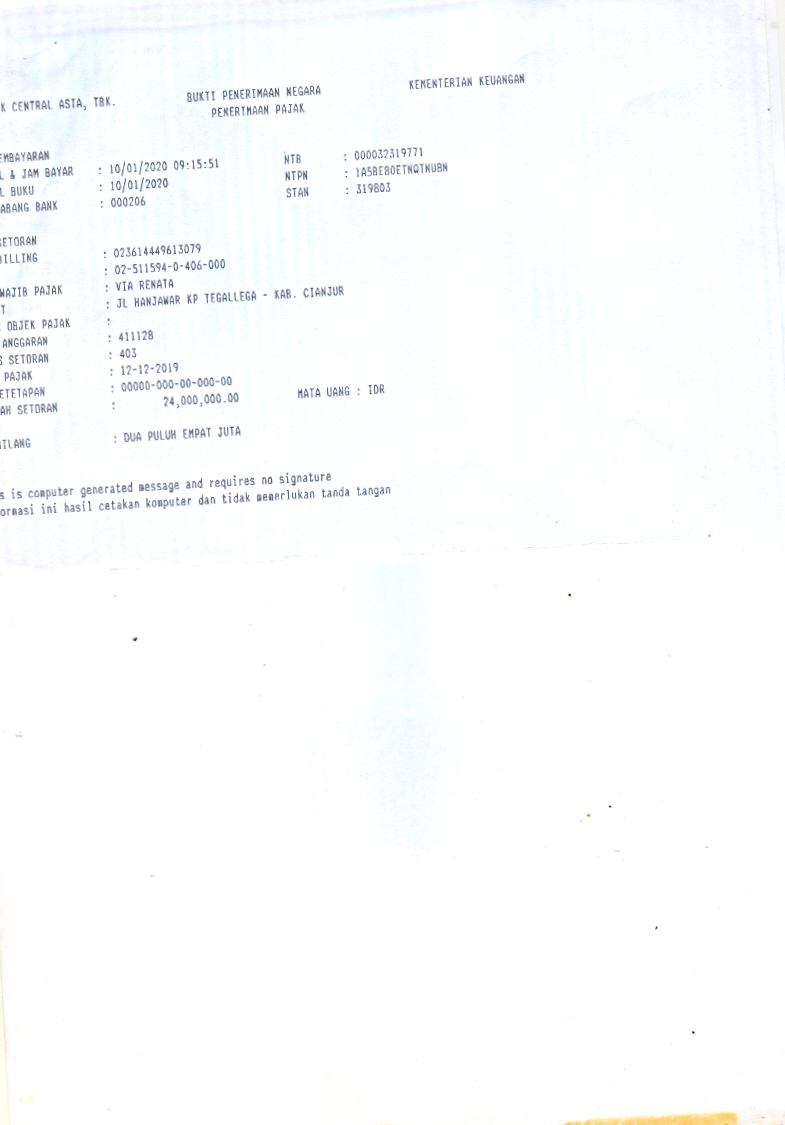 K CENTRAL ASIA, TBK. BUKTI PENERIMAAN NEGARA KEMENTERIAN KEUANGAN
PENERIMAAN PAJAK
EMBAYARAN
L & JAM BAYAR : 10/01/2020 09:15:51 NTB : 000032319771
L BUKU : 10/01/2020 NTPN : 1A5BE80ETNQTNUBN
ABANG BANK : 000206 STAN : 319803
SETORAN
BILLING : 023614449613079
: 02-511594-0-406-000
WAJIB PAJAK : VIA RENATA
T : JL HANJAWAR KP TEGALLEGA - KAB. CIANJUR
OBJEK PAJAK :
ANGGARAN : 411128
S SETORAN : 403
PAJAK : 12-12-2019
ETETAPAN : 00000-000-00-000-00
AH SETORAN : 24,000,000.00 MATA UANG : IDR
BILANG : DUA PULUH EMPAT JUTA
s is computer generated message and requires no signature
ormasi ini hasil cetakan komputer dan tidak memerlukan tanda tangan